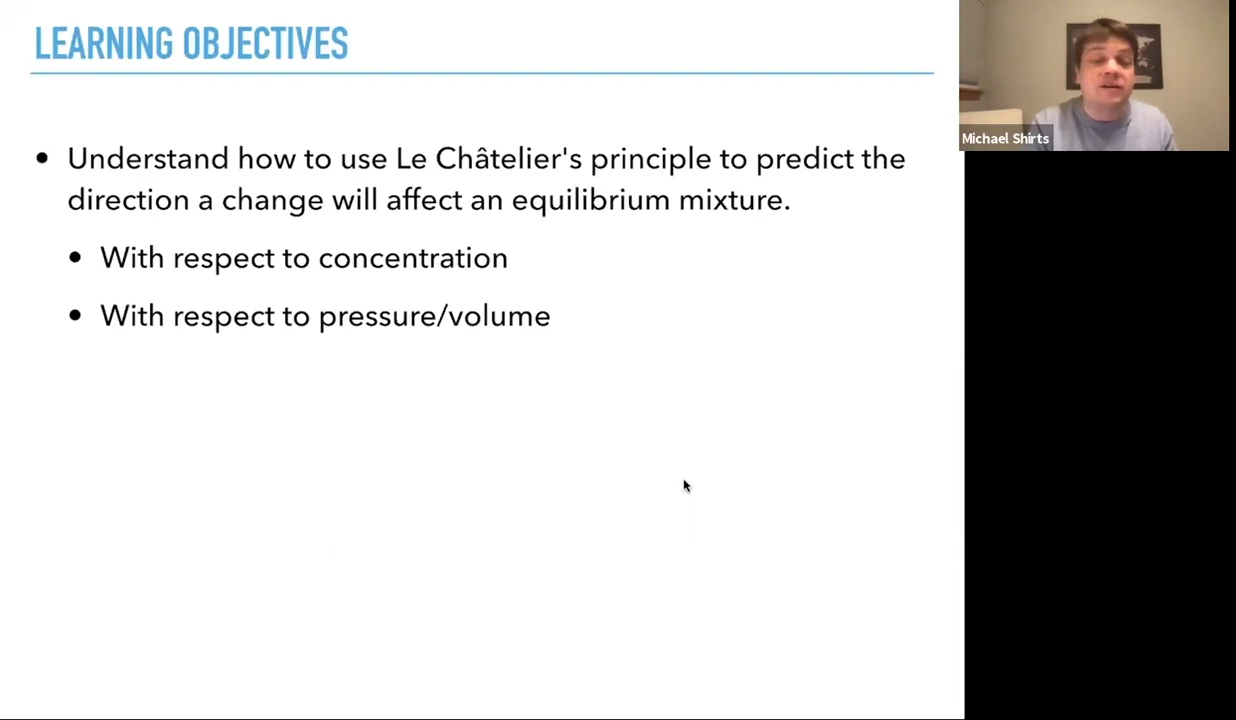 LEARNING OBJECTIVES
• Understand how to use Le Châtelier's principle to predict the
direction a change will affect an equilibrium mixture.
• With respect to concentration
• With respect to pressure/volume
Michael Shirts